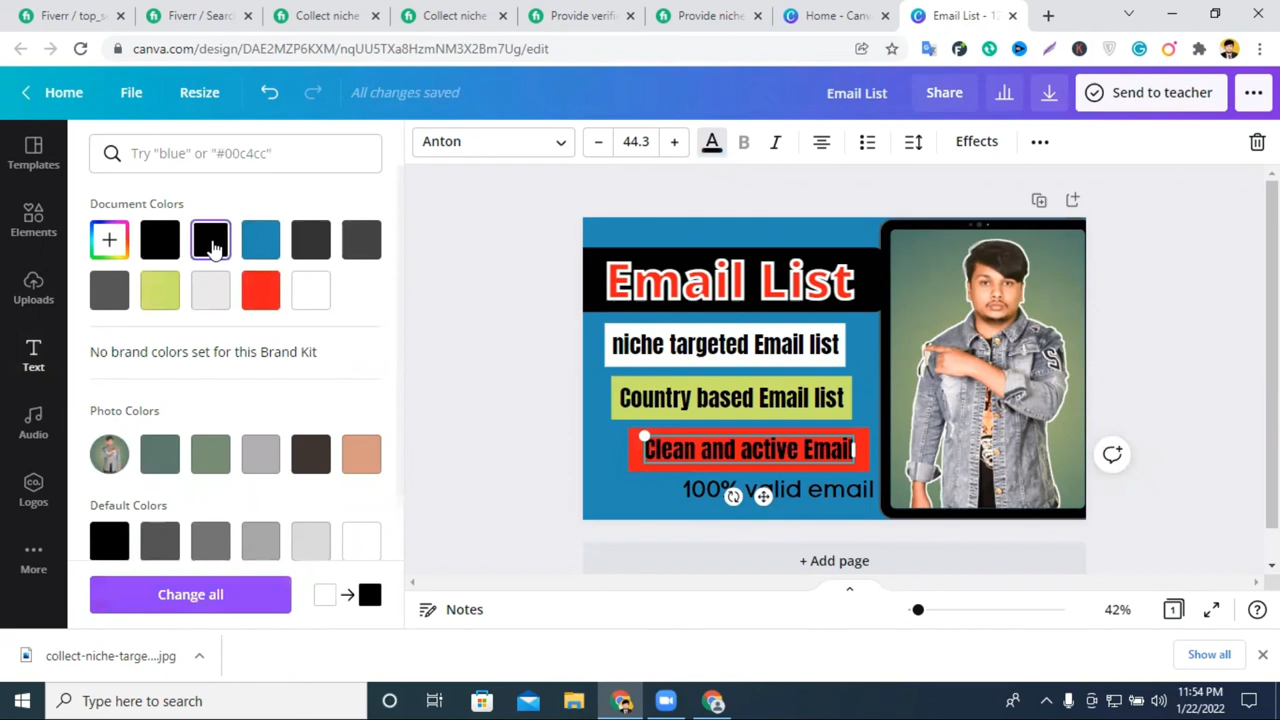 Fiverr / top_se
Fiverr / Search
Collect niche
Collect niche
Provide verifi
Provide niche
Home - Canv
Email List - 12
canva.com/design/DAE2MZP6KXM/nqUU5TXa8HzmNM3X2Bm7Ug/edit
Home
File
Resize
All changes saved
Email List
Share
Send to teacher
Templates
Elements
Uploads
Text
Audio
Logos
More
Try "blue" or "#00c4cc"
Document Colors
No brand colors set for this Brand Kit
Photo Colors
Default Colors
Change all
Anton
44.3
A
B
I
Effects
Email List
niche targeted Email list
Country based Email list
Clean and active Email
100% valid email
+ Add page
Notes
42%
1
collect-niche-targe....jpg
Show all
Type here to search
11:54 PM
1/22/2022